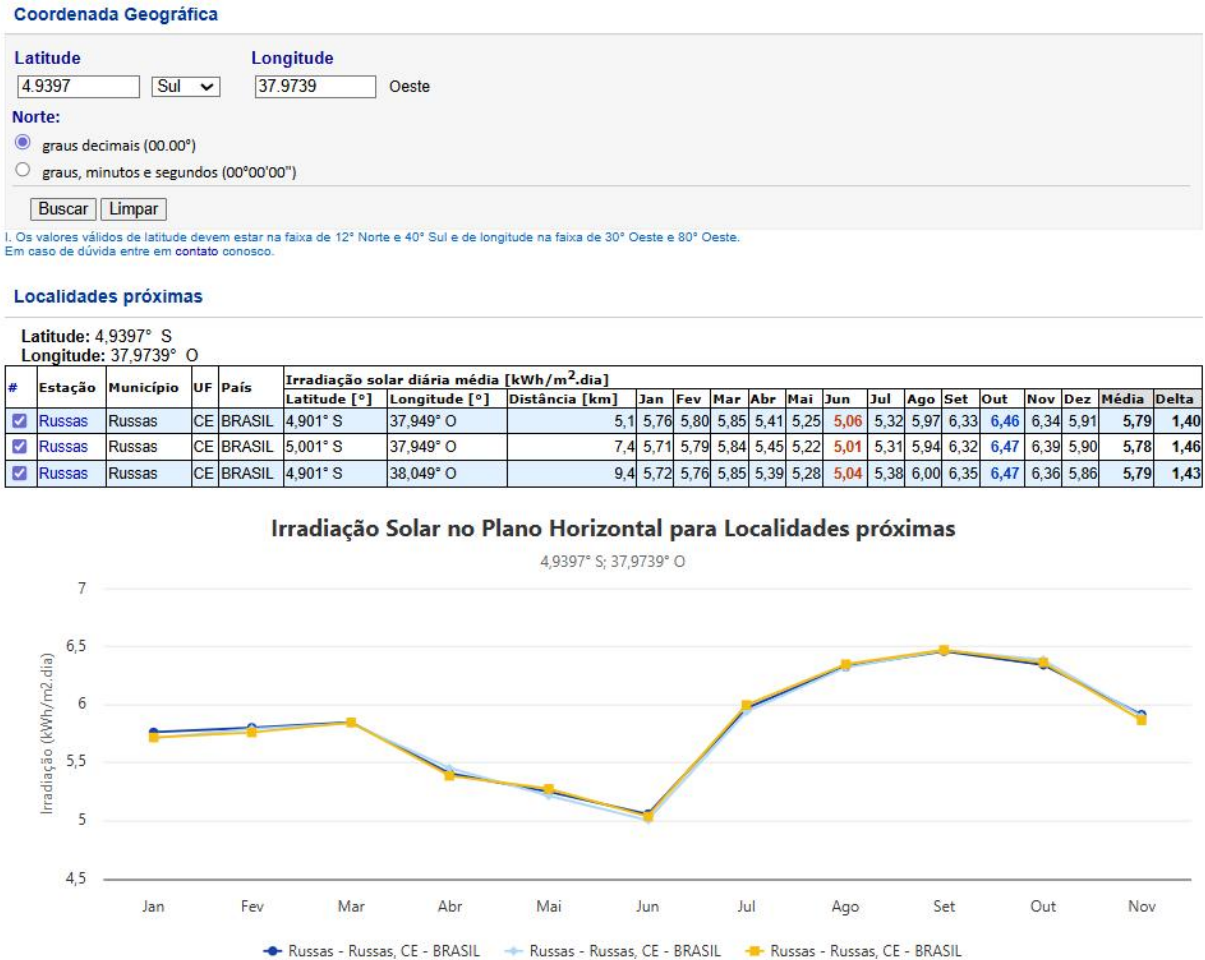 Coordenada Geográfica
Latitude Longitude
4.9397 Sul 37.9739 Oeste
Norte:
graus decimais (00.00°)
graus, minutos e segundos (00°00'00")
Buscar Limpar
I. Os valores válidos de latitude devem estar na faixa de 12° Norte e 40° Sul e de longitude na faixa de 30° Oeste e 80° Oeste.
Em caso de dúvida entre em contato conosco.
Localidades próximas
Latitude: 4,9397° S
Longitude: 37,9739° O
# Estação Município UF País Irradiação solar diária média [kWh/m2.dia]
Latitude [°] Longitude [°] Distância [km] Jan Fev Mar Abr Mai Jun Jul Ago Set Out Nov Dez Média Delta
Russas Russas CE BRASIL 4,901° S 37,949° O 5,1 5,76 5,80 5,85 5,41 5,25 5,06 5,32 5,97 6,33 6,46 6,34 5,91 5,79 1,40
Russas Russas CE BRASIL 5,001° S 37,949° O 7,4 5,71 5,79 5,84 5,45 5,22 5,01 5,31 5,94 6,32 6,47 6,39 5,90 5,78 1,46
Russas Russas CE BRASIL 4,901° S 38,049° O 9,4 5,72 5,76 5,85 5,39 5,28 5,04 5,38 6,00 6,35 6,47 6,36 5,86 5,79 1,43
Irradiação Solar no Plano Horizontal para Localidades próximas
4,9397° S; 37,9739° O
Irradiação (kWh/m2.dia)
7
6,5
6
5,5
5
4,5
Jan Fev Mar Abr Mai Jun Jul Ago Set Out Nov
Russas - Russas, CE - BRASIL Russas - Russas, CE - BRASIL Russas - Russas, CE - BRASIL